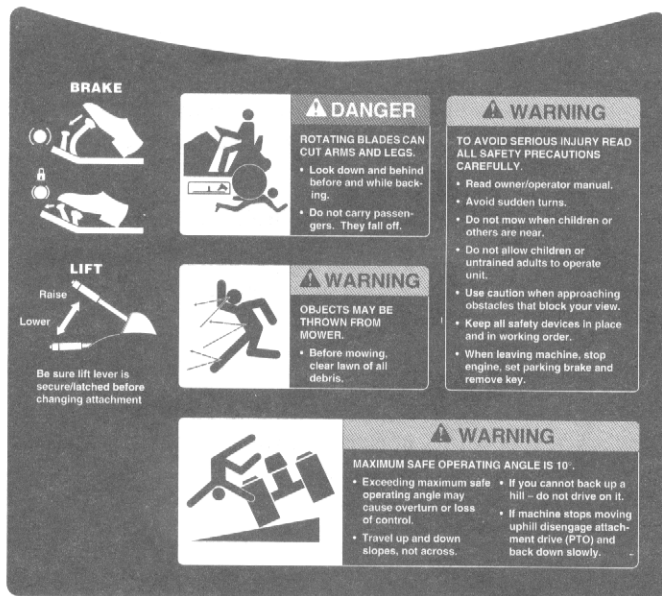 BRAKE
LIFT
Raise
Lower
Be sure lift lever is
secure/latched before
changing attachment
DANGER
ROTATING BLADES CAN
CUT ARMS AND LEGS.
• Look down and behind
before and while back-
ing.
• Do not carry passen-
gers. They fall off.
WARNING
OBJECTS MAY BE
THROWN FROM
MOWER.
• Before mowing,
clear lawn of all
debris.
WARNING
TO AVOID SERIOUS INJURY READ
ALL SAFETY PRECAUTIONS
CAREFULLY.
• Read owner/operator manual.
• Avoid sudden turns.
• Do not mow when children or
others are near.
• Do not allow children or
untrained adults to operate
unit.
• Use caution when approaching
obstacles that block your view.
• Keep all safety devices in place
and in working order.
• When leaving machine, stop
engine, set parking brake and
remove key.
WARNING
MAXIMUM SAFE OPERATING ANGLE IS 10°.
• Exceeding maximum safe
operating angle may
cause overturn or loss
of control.
• Travel up and down
slopes, not across.
• If you cannot back up a
hill – do not drive on it.
• If machine stops moving
uphill disengage attach-
ment drive (PTO) and
back down slowly.